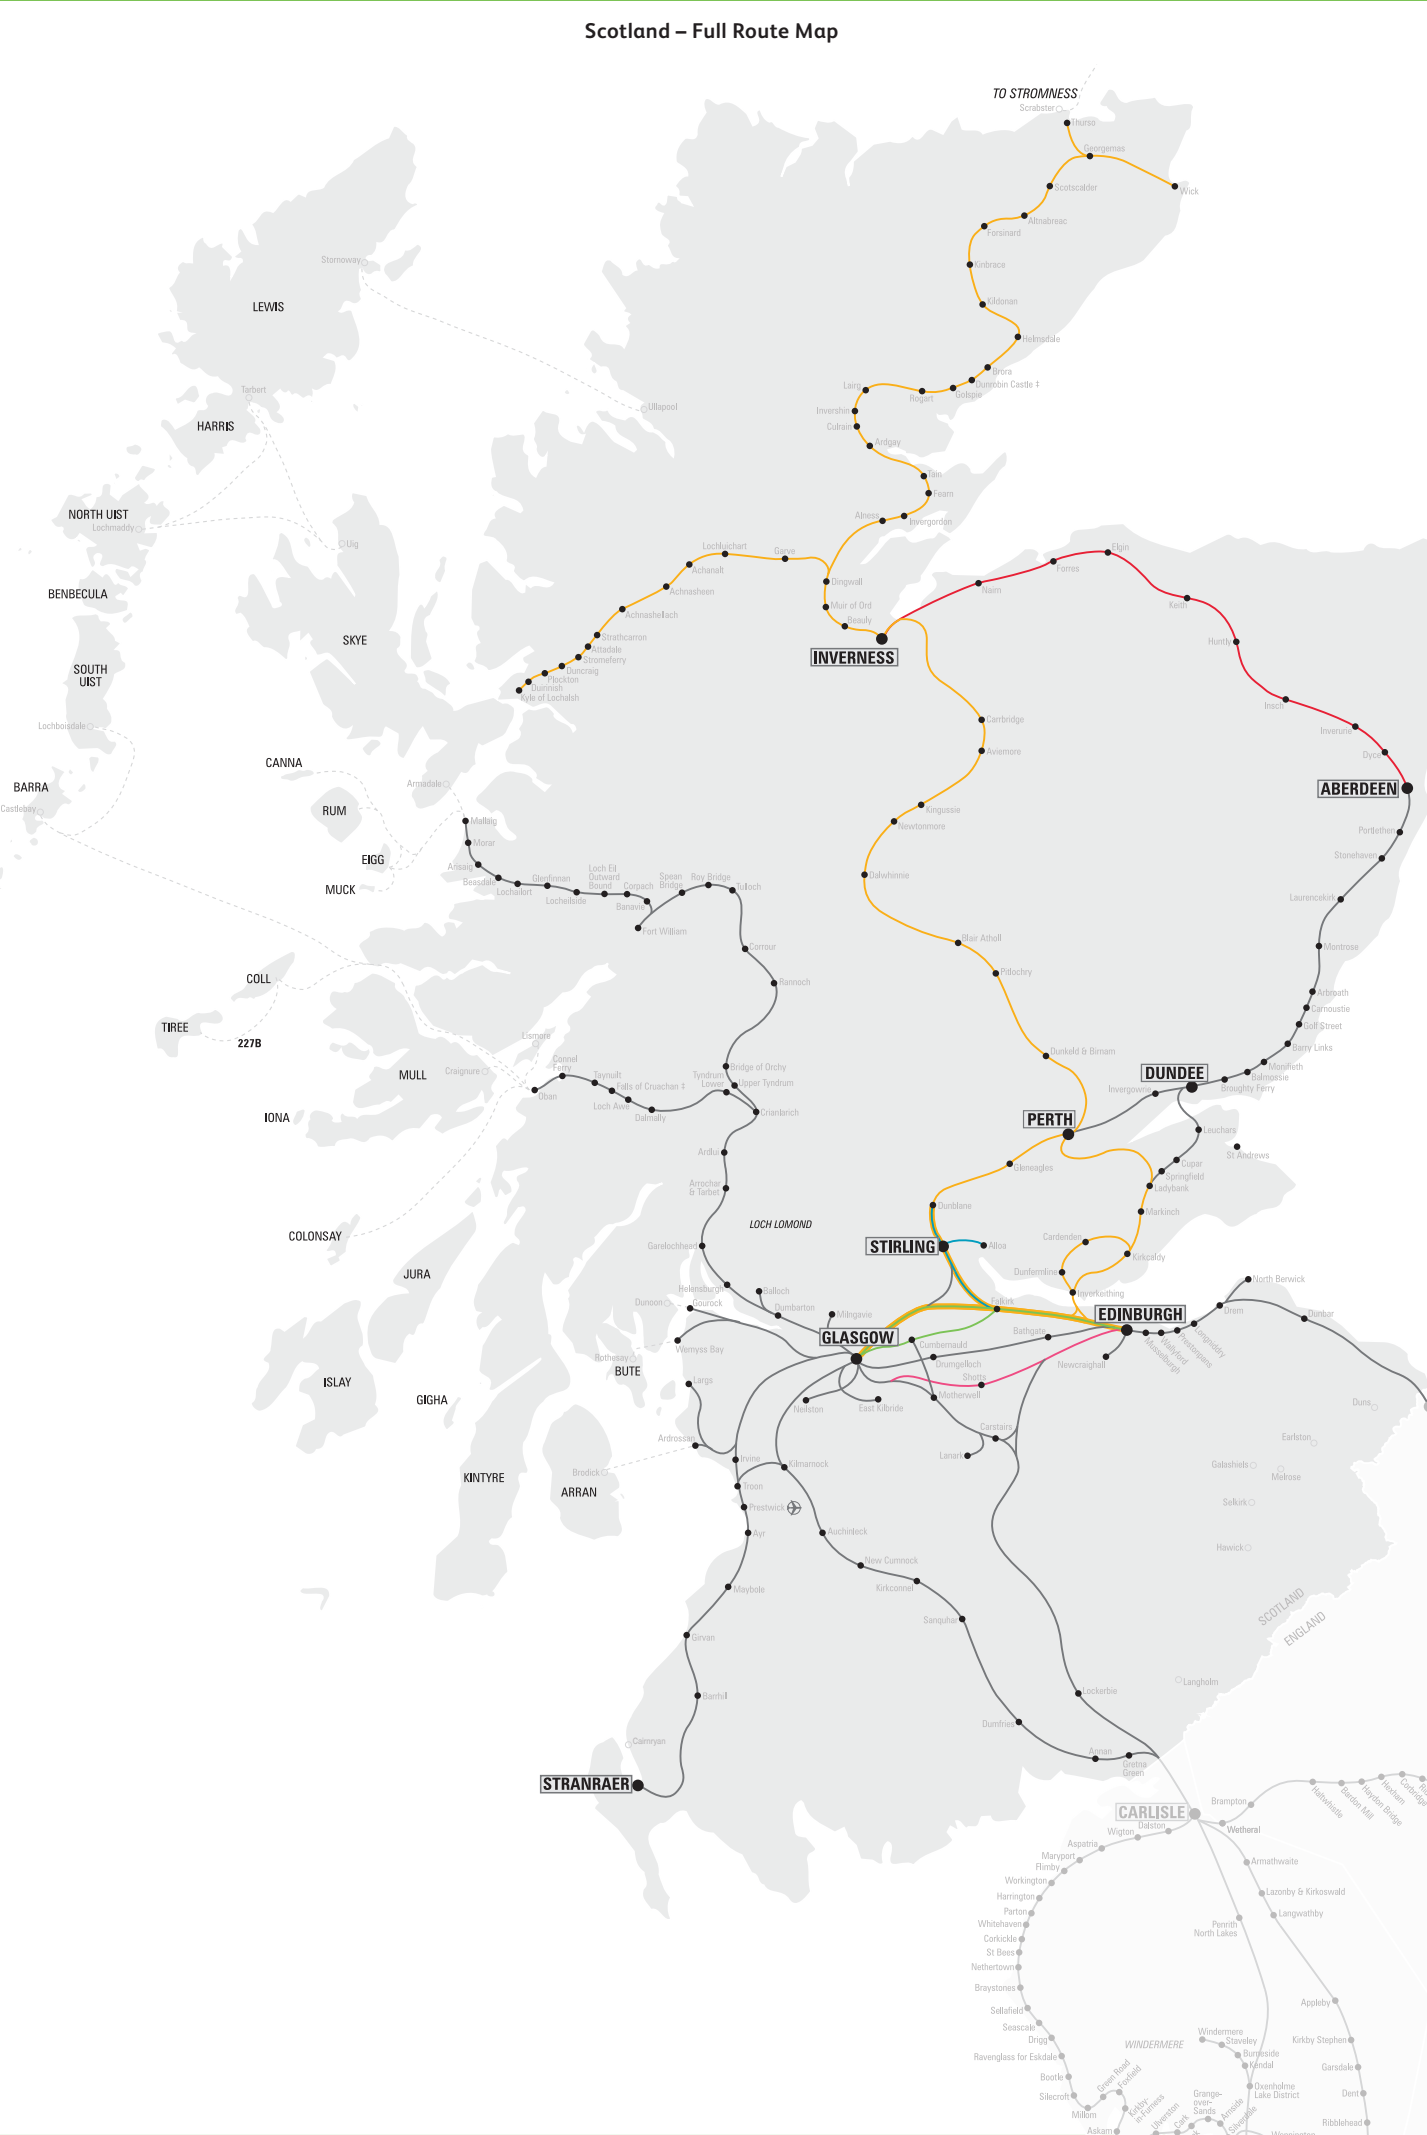 Scotland – Full Route Map
TO STROMNESS
Scrabster
Thurso
Georgemas
Wick
Scotscalder
Altnabreac
Forsinard
Kinbrace
Kildonan
Helmsdale
Brora
Dunrobin Castle ‡
Golspie
Rogart
Lairg
Invershin
Culrain
Ardgay
Tain
Fearn
Invergordon
Alness
Stornoway
LEWIS
Tarbert
HARRIS
Ullapool
NORTH UIST
Lochmaddy
Uig
BENBECULA
SKYE
SOUTH
UIST
Lochboisdale
BARRA
Castlebay
CANNA
RUM
EIGG
MUCK
Armadale
Lochluichart
Garve
Achanalt
Achnasheen
Achnashellach
Strathcarron
Attadale
Stromeferry
Duncraig
Plockton
Duirinish
Kyle of Lochalsh
Dingwall
Muir of Ord
Beauly
INVERNESS
Nairn
Forres
Elgin
Keith
Huntly
Insch
Inverurie
Dyce
ABERDEEN
Portlethen
Stonehaven
Laurencekirk
Montrose
Arbroath
Carnoustie
Golf Street
Barry Links
Monifieth
Balmossie
Broughty Ferry
DUNDEE
Invergowrie
PERTH
Carrbridge
Aviemore
Kingussie
Newtonmore
Dalwhinnie
Blair Atholl
Pitlochry
Dunkeld & Birnam
Mallaig
Morar
Arisaig
Beasdale
Lochailort
Glenfinnan
Locheilside
Loch Eil
Outward
Bound
Corpach
Banavie
Fort William
Spean
Bridge
Roy Bridge
Tulloch
Corrour
Rannoch
Bridge of Orchy
Upper Tyndrum
Tyndrum
Lower
Crianlarich
COLL
TIREE
227B
MULL
Craignure
Lismore
IONA
Oban
Connel
Ferry
Taynuilt
Falls of Cruachan ‡
Loch Awe
Dalmally
Ardlui
Arrochar
& Tarbet
LOCH LOMOND
Garelochhead
Helensburgh
COLONSAY
JURA
ISLAY
GIGHA
KINTYRE
Leuchars
St Andrews
Cupar
Springfield
Ladybank
Markinch
Kirkcaldy
Cardenden
Dunfermline
Inverkeithing
Gleneagles
Dunblane
STIRLING
Alloa
Falkirk
EDINBURGH
North Berwick
Drem
Dunbar
Longniddry
Prestonpans
Wallyford
Musselburgh
Newcraighall
Bathgate
Dunoon
Gourock
Balloch
Dumbarton
Milngavie
GLASGOW
Cumbernauld
Drumgelloch
Shotts
Motherwell
Rothesay
Wemyss Bay
BUTE
Largs
Neilston
East Kilbride
Carstairs
Lanark
Ardrossan
Brodick
ARRAN
Irvine
Kilmarnock
Troon
Prestwick
Ayr
Auchinleck
New Cumnock
Kirkconnel
Sanquhar
Maybole
Girvan
Barrhill
Cairnryan
STRANRAER
Dumfries
Annan
Gretna
Green
Lockerbie
Duns
Earlston
Galashiels
Melrose
Selkirk
Hawick
SCOTLAND
ENGLAND
Langholm
CARLISLE
Brampton
Wetheral
Haltwhistle
Bardon Mill
Haydon Bridge
Hexham
Corbridge
Dalston
Wigton
Aspatria
Maryport
Flimby
Workington
Harrington
Parton
Whitehaven
Corkickle
St Bees
Nethertown
Braystones
Sellafield
Seascale
Drigg
Ravenglass for Eskdale
Bootle
Silecroft
Millom
Green Road
Foxfield
Kirkby-
in-Furness
Askam
Ulverston
Cark
Grange-
over-
Sands
Arnside
Silverdale
Armathwaite
Lazonby & Kirkoswald
Langwathby
Penrith
North Lakes
Appleby
Kirkby Stephen
Garsdale
Dent
Ribblehead
WINDERMERE
Windermere
Staveley
Burneside
Kendal
Oxenholme
Lake District